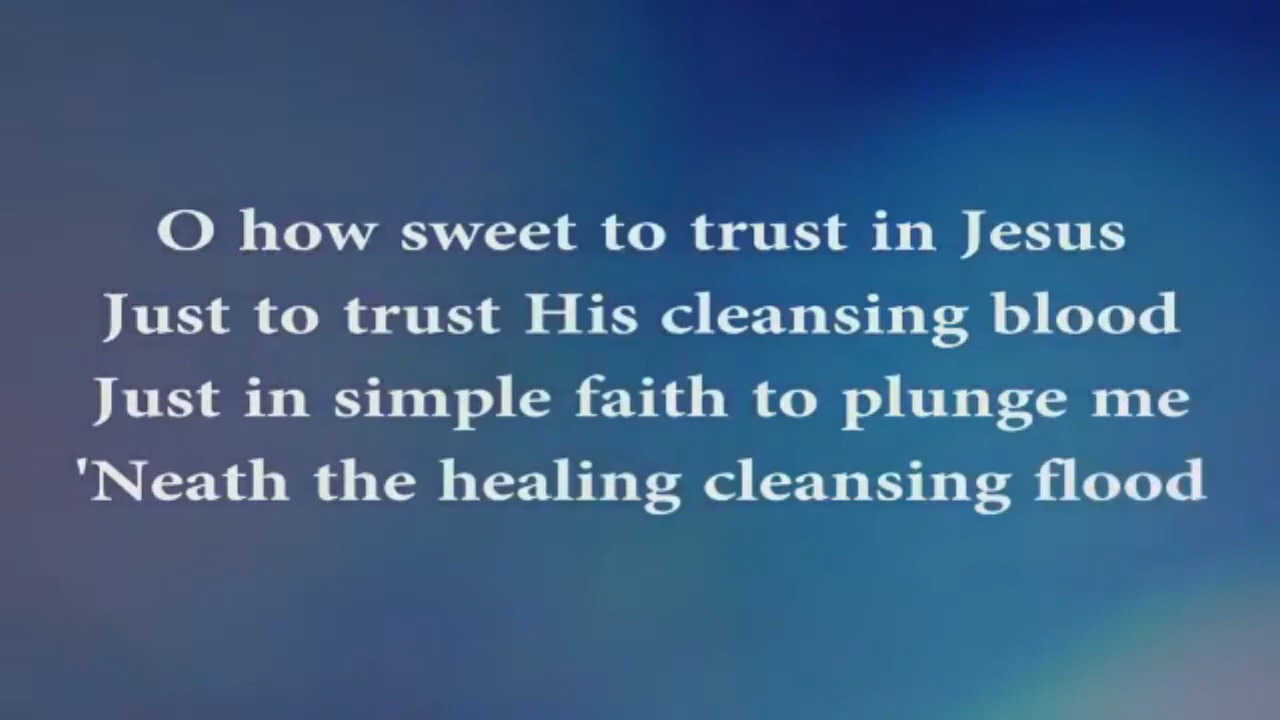 O how sweet to trust in Jesus
Just to trust His cleansing blood
Just in simple faith to plunge me
'Neath the healing cleansing flood